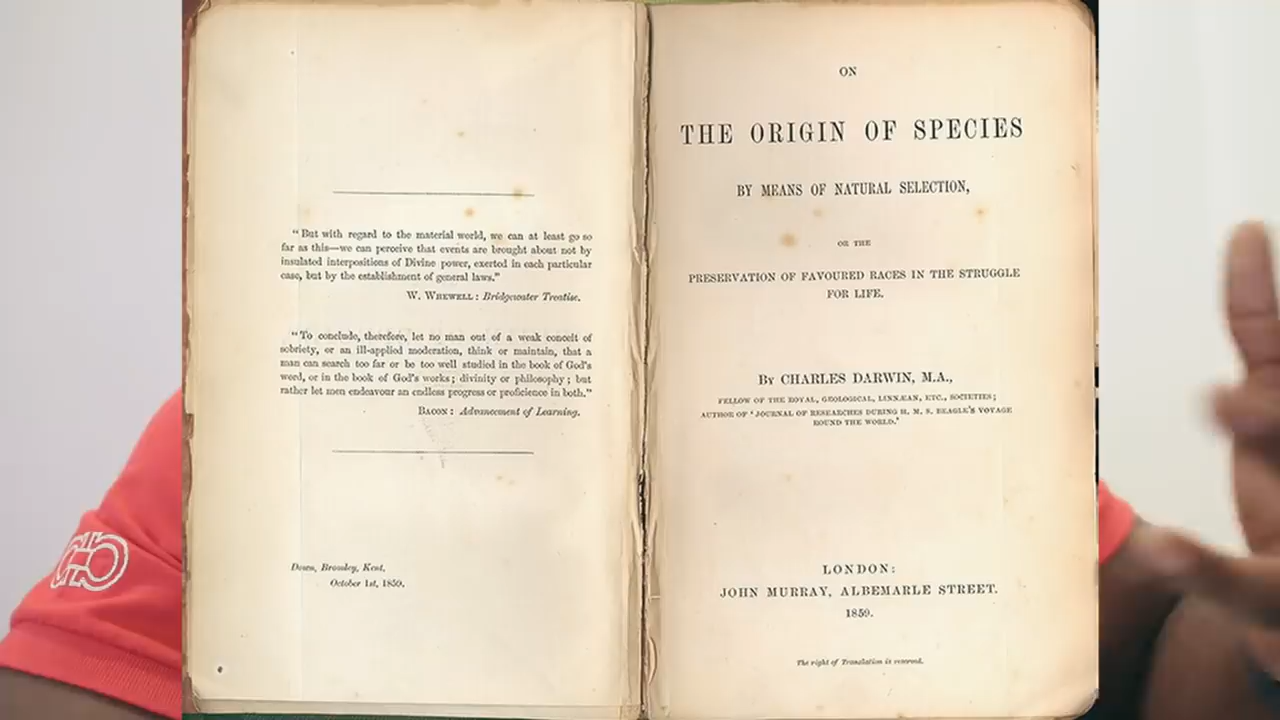 "But with regard to the material world, we can at least go so
far as this—we can perceive that events are brought about not by
insulated interpositions of Divine power, exerted in each particular
case, but by the establishment of general laws."
W. WHEWELL: Bridgewater Treatise.
"To conclude, therefore, let no man out of a weak conceit of
sobriety, or an ill-applied moderation, think or maintain, that a
man can search too far or be too well studied in the book of God's
word, or in the book of God's works; divinity or philosophy; but
rather let men endeavour an endless progress or proficience in both."
BACON: Advancement of Learning.
Down, Bromley, Kent,
October 1st, 1859.
ON
THE ORIGIN OF SPECIES
BY MEANS OF NATURAL SELECTION,
OR THE
PRESERVATION OF FAVOURED RACES IN THE STRUGGLE
FOR LIFE.
BY CHARLES DARWIN, M.A.,
FELLOW OF THE ROYAL, GEOLOGICAL, LINNÆAN, ETC., SOCIETIES;
AUTHOR OF 'JOURNAL OF RESEARCHES DURING H. M. S. BEAGLE'S VOYAGE
ROUND THE WORLD.'
LONDON:
JOHN MURRAY, ALBEMARLE STREET.
1859.
The right of Translation is reserved.